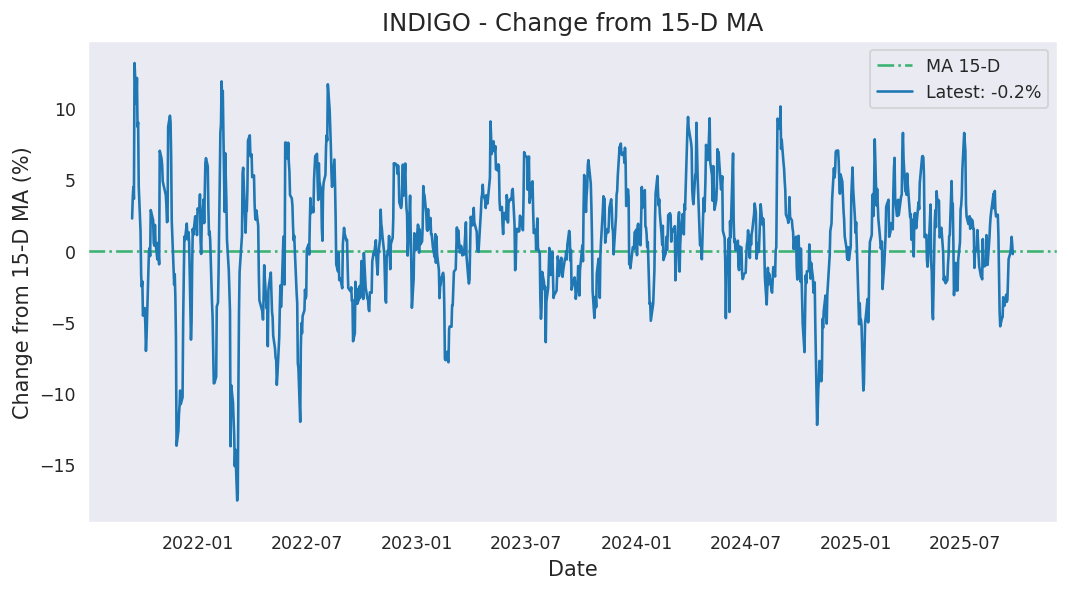 INDIGO - Change from 15-D MA
MA 15-D
Latest: -0.2%
Change from 15-D MA (%)
10
5
0
−5
−10
−15
2022-01 2022-07 2023-01 2023-07 2024-01 2024-07 2025-01 2025-07
Date